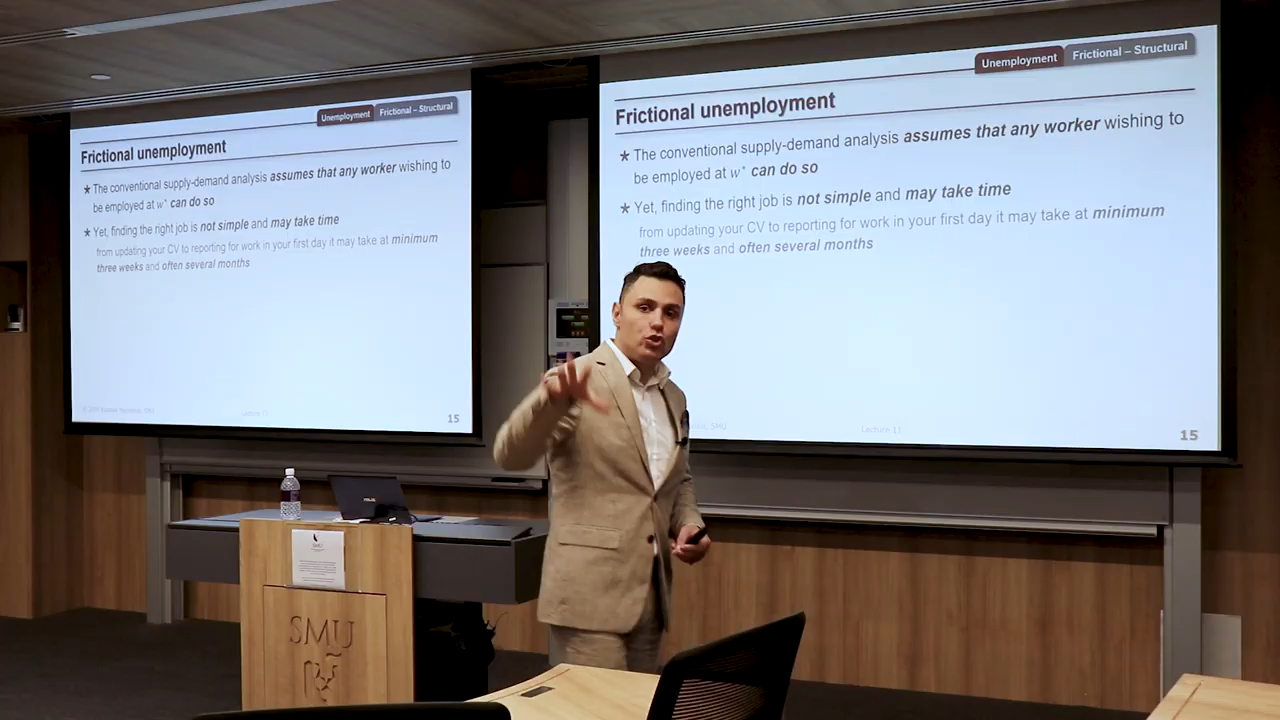 Unemployment Frictional – Structural
Frictional unemployment
★ The conventional supply-demand analysis assumes that any worker wishing to
be employed at w* can do so
★ Yet, finding the right job is not simple and may take time
from updating your CV to reporting for work in your first day it may take at minimum
three weeks and often several months
Lecture 11
15
Unemployment Frictional – Structural
Frictional unemployment
★ The conventional supply-demand analysis assumes that any worker wishing to
be employed at w* can do so
★ Yet, finding the right job is not simple and may take time
from updating your CV to reporting for work in your first day it may take at minimum
three weeks and often several months
SMU
Lecture 11
15
ASUS
SMU